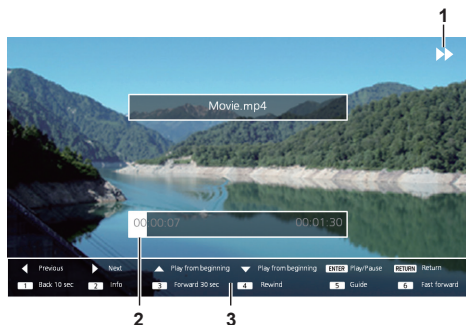 1
Movie.mp4
00:00:07 00:01:30
Previous Next Play from beginning Play from beginning ENTER Play/Pause RETURN Return
1 Back 10 sec 2 Info 3 Forward 30 sec 4 Rewind 5 Guide 6 Fast forward
2 3